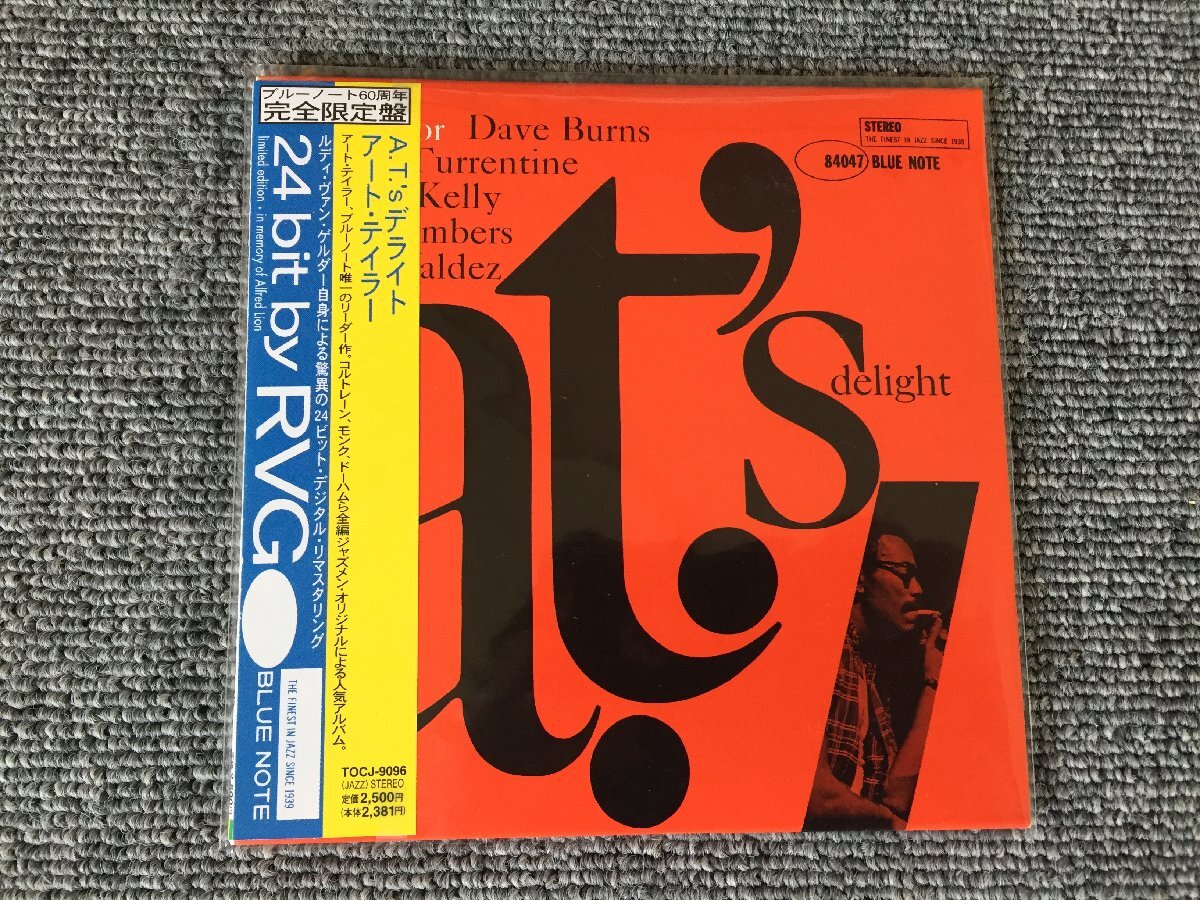 ブルーノート60周年
完全限定盤
24 bit by RVG
limited edition, in memory of Alfred Lion
ルディ・ヴァン・ゲルダー自身による驚異の24ビット・デジタル・リマスタリング
THE FINEST IN JAZZ SINCE 1939
BLUE NOTE
A.T.'s デライト
アート・テイラー
アート・テイラー、ブルーノート唯一のリーダー作。コルトレーン、モンク、ドーハムら全編ジャズメン・オリジナルによる人気アルバム。
TOCJ-9096
(JAZZ) STEREO
定価2,500円
(本体2,381円)
or Dave Burns
Turrentine
Kelly
mbers
aldez
STEREO
THE FINEST IN JAZZ SINCE 1939
84047 BLUE NOTE
a.t.'s
delight